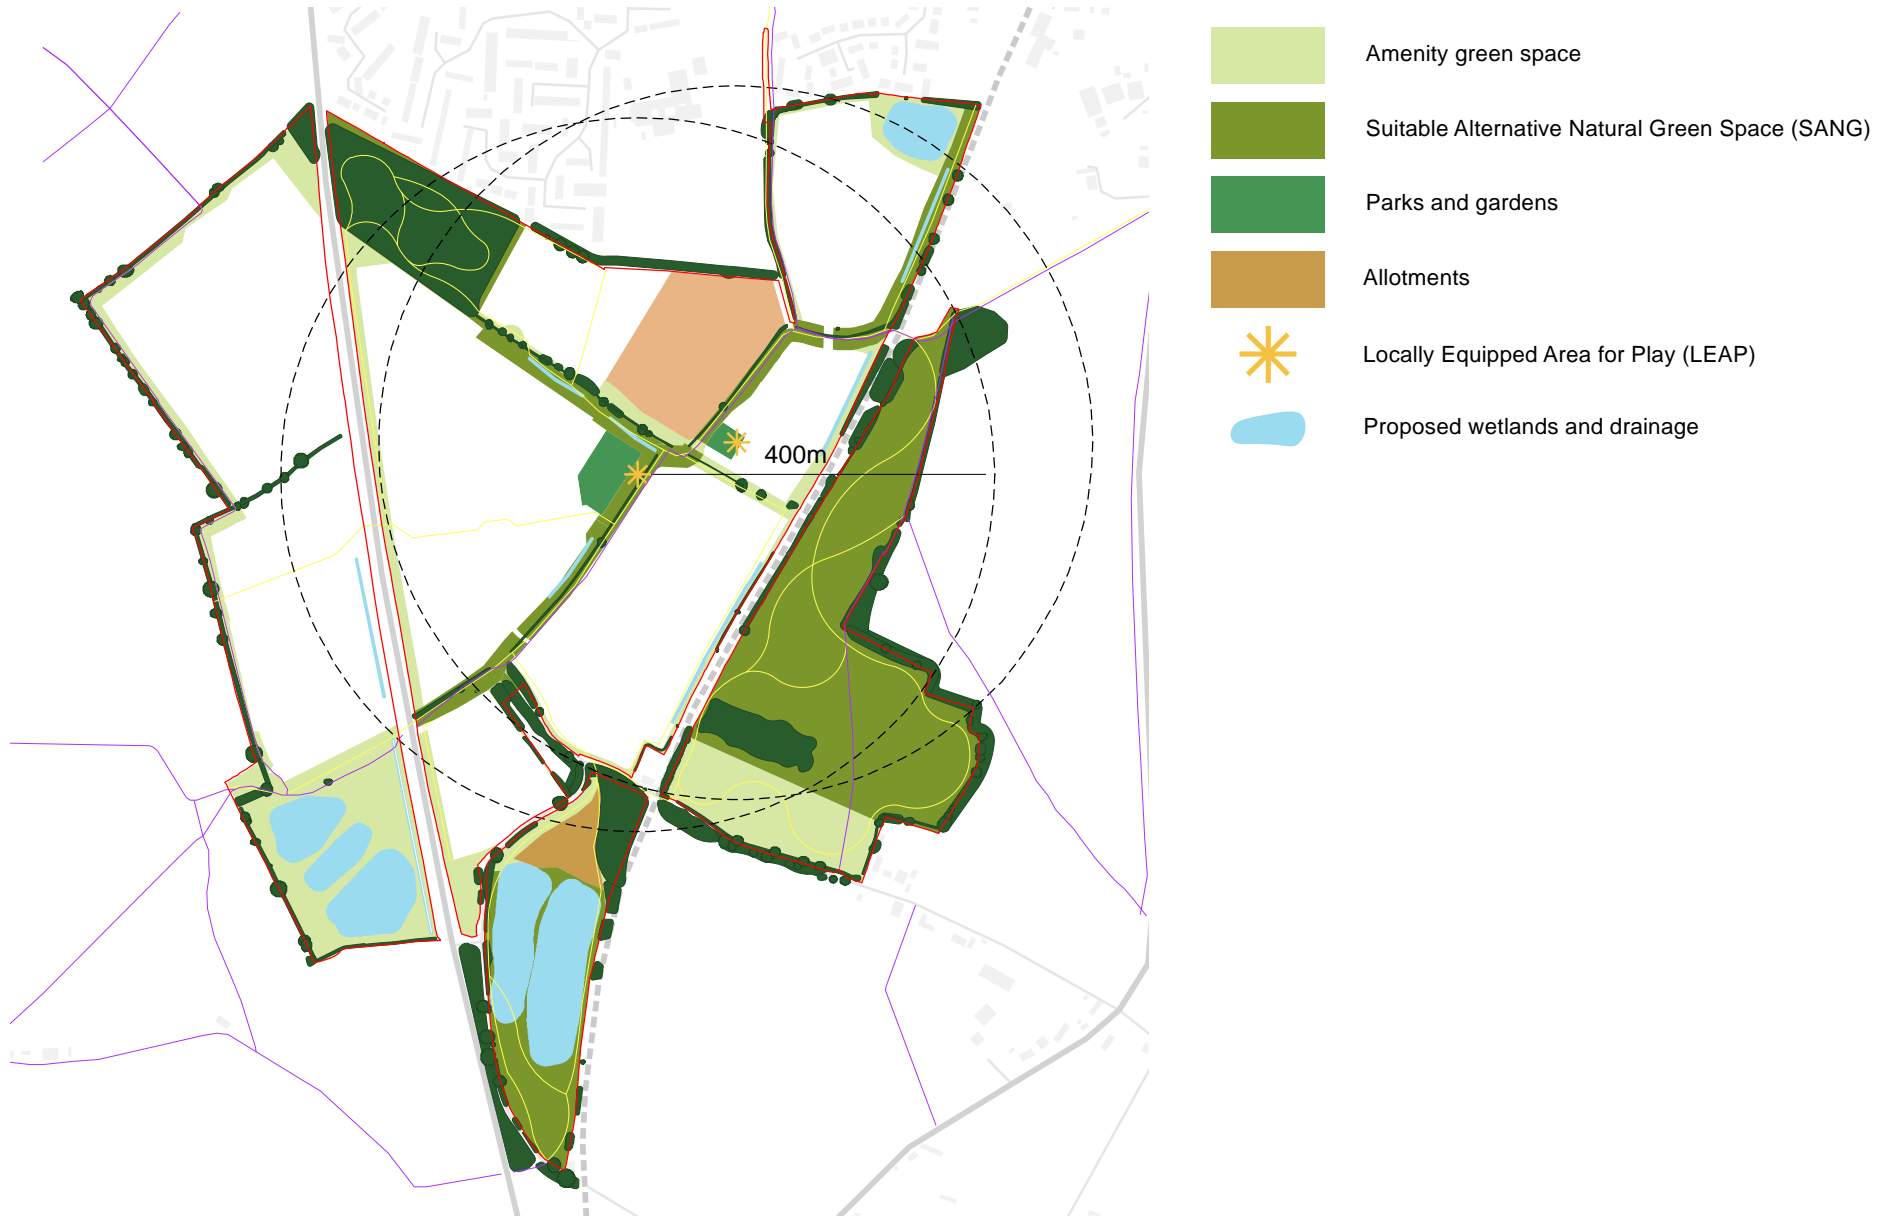 Amenity green space
Suitable Alternative Natural Green Space (SANG)
Parks and gardens
Allotments
Locally Equipped Area for Play (LEAP)
Proposed wetlands and drainage
400m